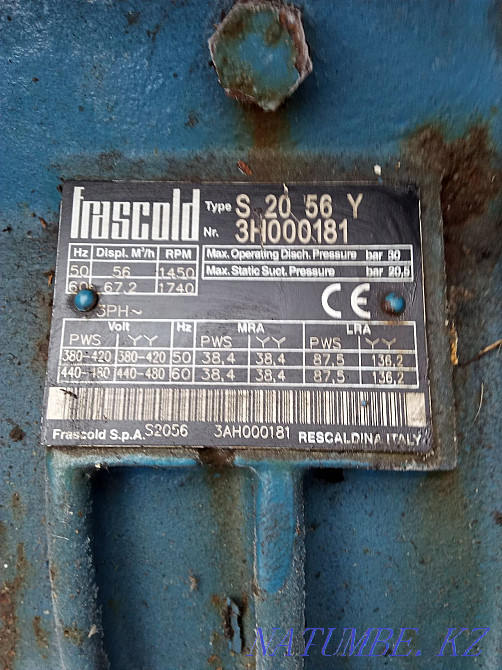 frascold
Type S 20 56 Y
Nr. 3H000181
Hz Displ. M³/h RPM
50 56 1450
60 67.2 1740
Max. Operating Disch. Pressure bar 30
Max. Static Suct. Pressure bar 20,5
3PH~
CE
Volt Hz MRA LRA
PWS YY PWS YY PWS YY
380-420 380-420 50 38,4 38,4 87,5 136,2
440-480 440-480 60 38,4 38,4 87,5 136,2
Frascold S.p.A. S2056 3AH000181 RESCALDINA ITALY
NATUMBE.KZ